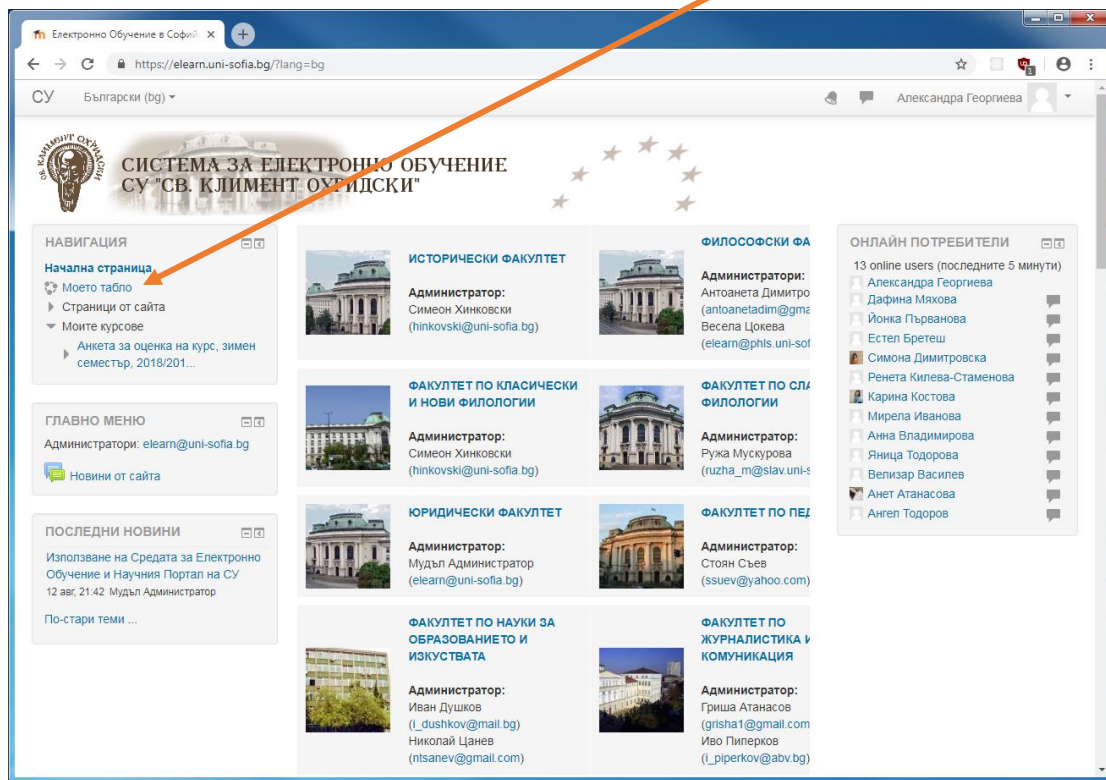 Електронно Обучение в Софий
https://elearn.uni-sofia.bg/?lang=bg
1
СУ Български (bg) Александра Георгиева
СВ. КЛИМЕНТ ОХРИДСКИ
СИСТЕМА ЗА ЕЛЕКТРОННО ОБУЧЕНИЕ
СУ "СВ. КЛИМЕНТ ОХРИДСКИ"
НАВИГАЦИЯ
Начална страница
Моето табло
Страници от сайта
Моите курсове
Анкета за оценка на курс, зимен
семестър, 2018/201...
ГЛАВНО МЕНЮ
Администратори: elearn@uni-sofia.bg
Новини от сайта
ПОСЛЕДНИ НОВИНИ
Използване на Средата за Електронно
Обучение и Научния Портал на СУ
12 авг, 21:42 Мудъл Администратор
По-стари теми ...
ИСТОРИЧЕСКИ ФАКУЛТЕТ
Администратор:
Симеон Хинковски
(hinkovski@uni-sofia.bg)
ФИЛОСОФСКИ ФА
Администратори:
Антоанета Димитро
(antoanetadim@gma
Весела Цокева
(elearn@phls.uni-sof
ФАКУЛТЕТ ПО КЛАСИЧЕСКИ
И НОВИ ФИЛОЛОГИИ
Администратор:
Симеон Хинковски
(hinkovski@uni-sofia.bg)
ФАКУЛТЕТ ПО СЛА
ФИЛОЛОГИИ
Администратор:
Ружа Мускурова
(ruzha_m@slav.uni-s
ЮРИДИЧЕСКИ ФАКУЛТЕТ
Администратор:
Мудъл Администратор
(elearn@uni-sofia.bg)
ФАКУЛТЕТ ПО ПЕД
Администратор:
Стоян Съев
(ssuev@yahoo.com)
ФАКУЛТЕТ ПО НАУКИ ЗА
ОБРАЗОВАНИЕТО И
ИЗКУСТВАТА
Администратор:
Иван Душков
(i_dushkov@mail.bg)
Николай Цанев
(ntsanev@gmail.com)
ФАКУЛТЕТ ПО
ЖУРНАЛИСТИКА И
КОМУНИКАЦИЯ
Администратор:
Гриша Атанасов
(grisha1@gmail.com
Иво Пиперков
(i_piperkov@abv.bg)
ОНЛАЙН ПОТРЕБИТЕЛИ
13 online users (последните 5 минути)
Александра Георгиева
Дафина Мяхова
Йонка Първанова
Естел Бретеш
Симона Димитровска
Ренета Килева-Стаменова
Карина Костова
Мирела Иванова
Анна Владимирова
Яница Тодорова
Велизар Василев
Анет Атанасова
Ангел Тодоров